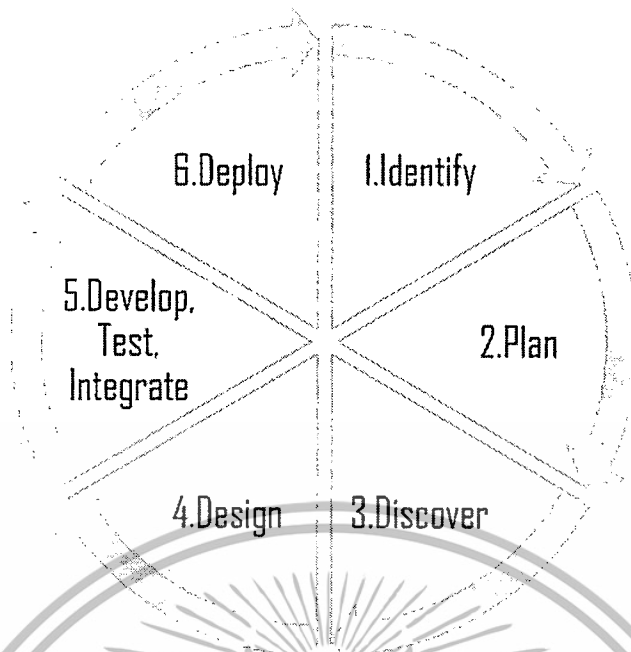 1.Identify
2.Plan
3.Discover
4.Design
5.Develop,
Test,
Integrate
6.Deploy